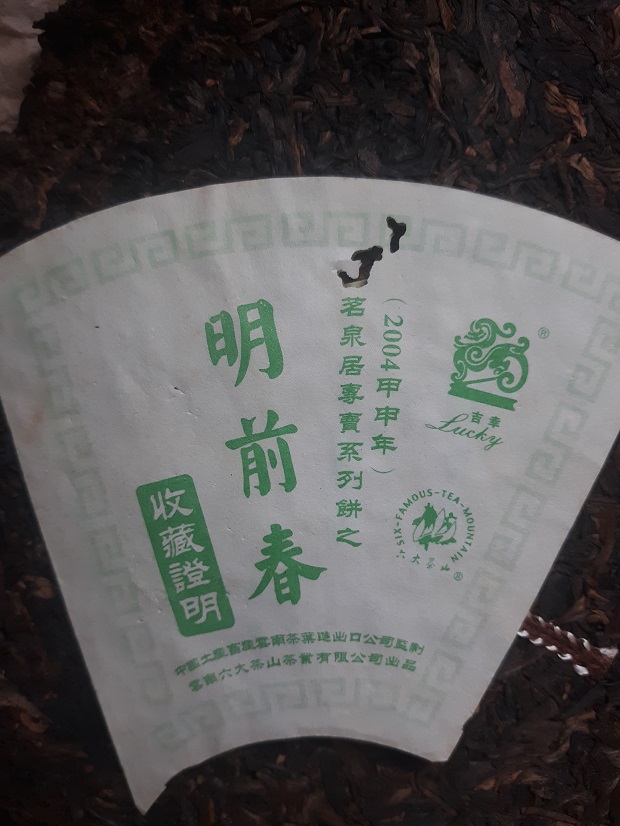 （2004甲申年）
茗泉居專賣系列餅之
明前春
收藏證明
吉幸
Lucky
SIX-FAMOUS-TEA-MOUNTAIN
六大茶山
中國土產畜產雲南茶葉進出口公司監制
雲南六大茶山茶業有限公司出品